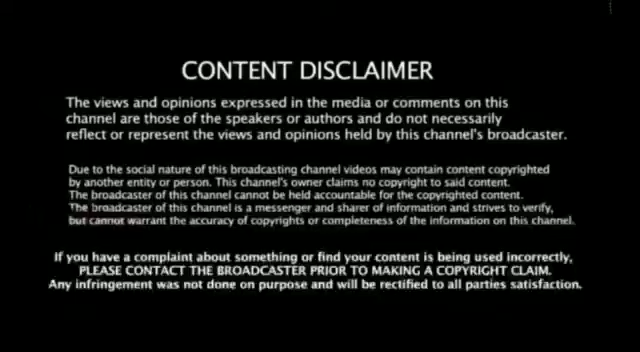 CONTENT DISCLAIMER
The views and opinions expressed in the media or comments on this
channel are those of the speakers or authors and do not necessarily
reflect or represent the views and opinions held by this channel's broadcaster.
Due to the social nature of this broadcasting channel videos may contain content copyrighted
by another entity or person. This channel's owner claims no copyright to said content.
The broadcaster of this channel cannot be held accountable for the copyrighted content.
The broadcaster of this channel is a messenger and sharer of information and strives to verify,
but cannot warrant the accuracy of copyrights or completeness of the information on this channel.
If you have a complaint about something or find your content is being used incorrectly,
PLEASE CONTACT THE BROADCASTER PRIOR TO MAKING A COPYRIGHT CLAIM.
Any infringement was not done on purpose and will be rectified to all parties satisfaction.